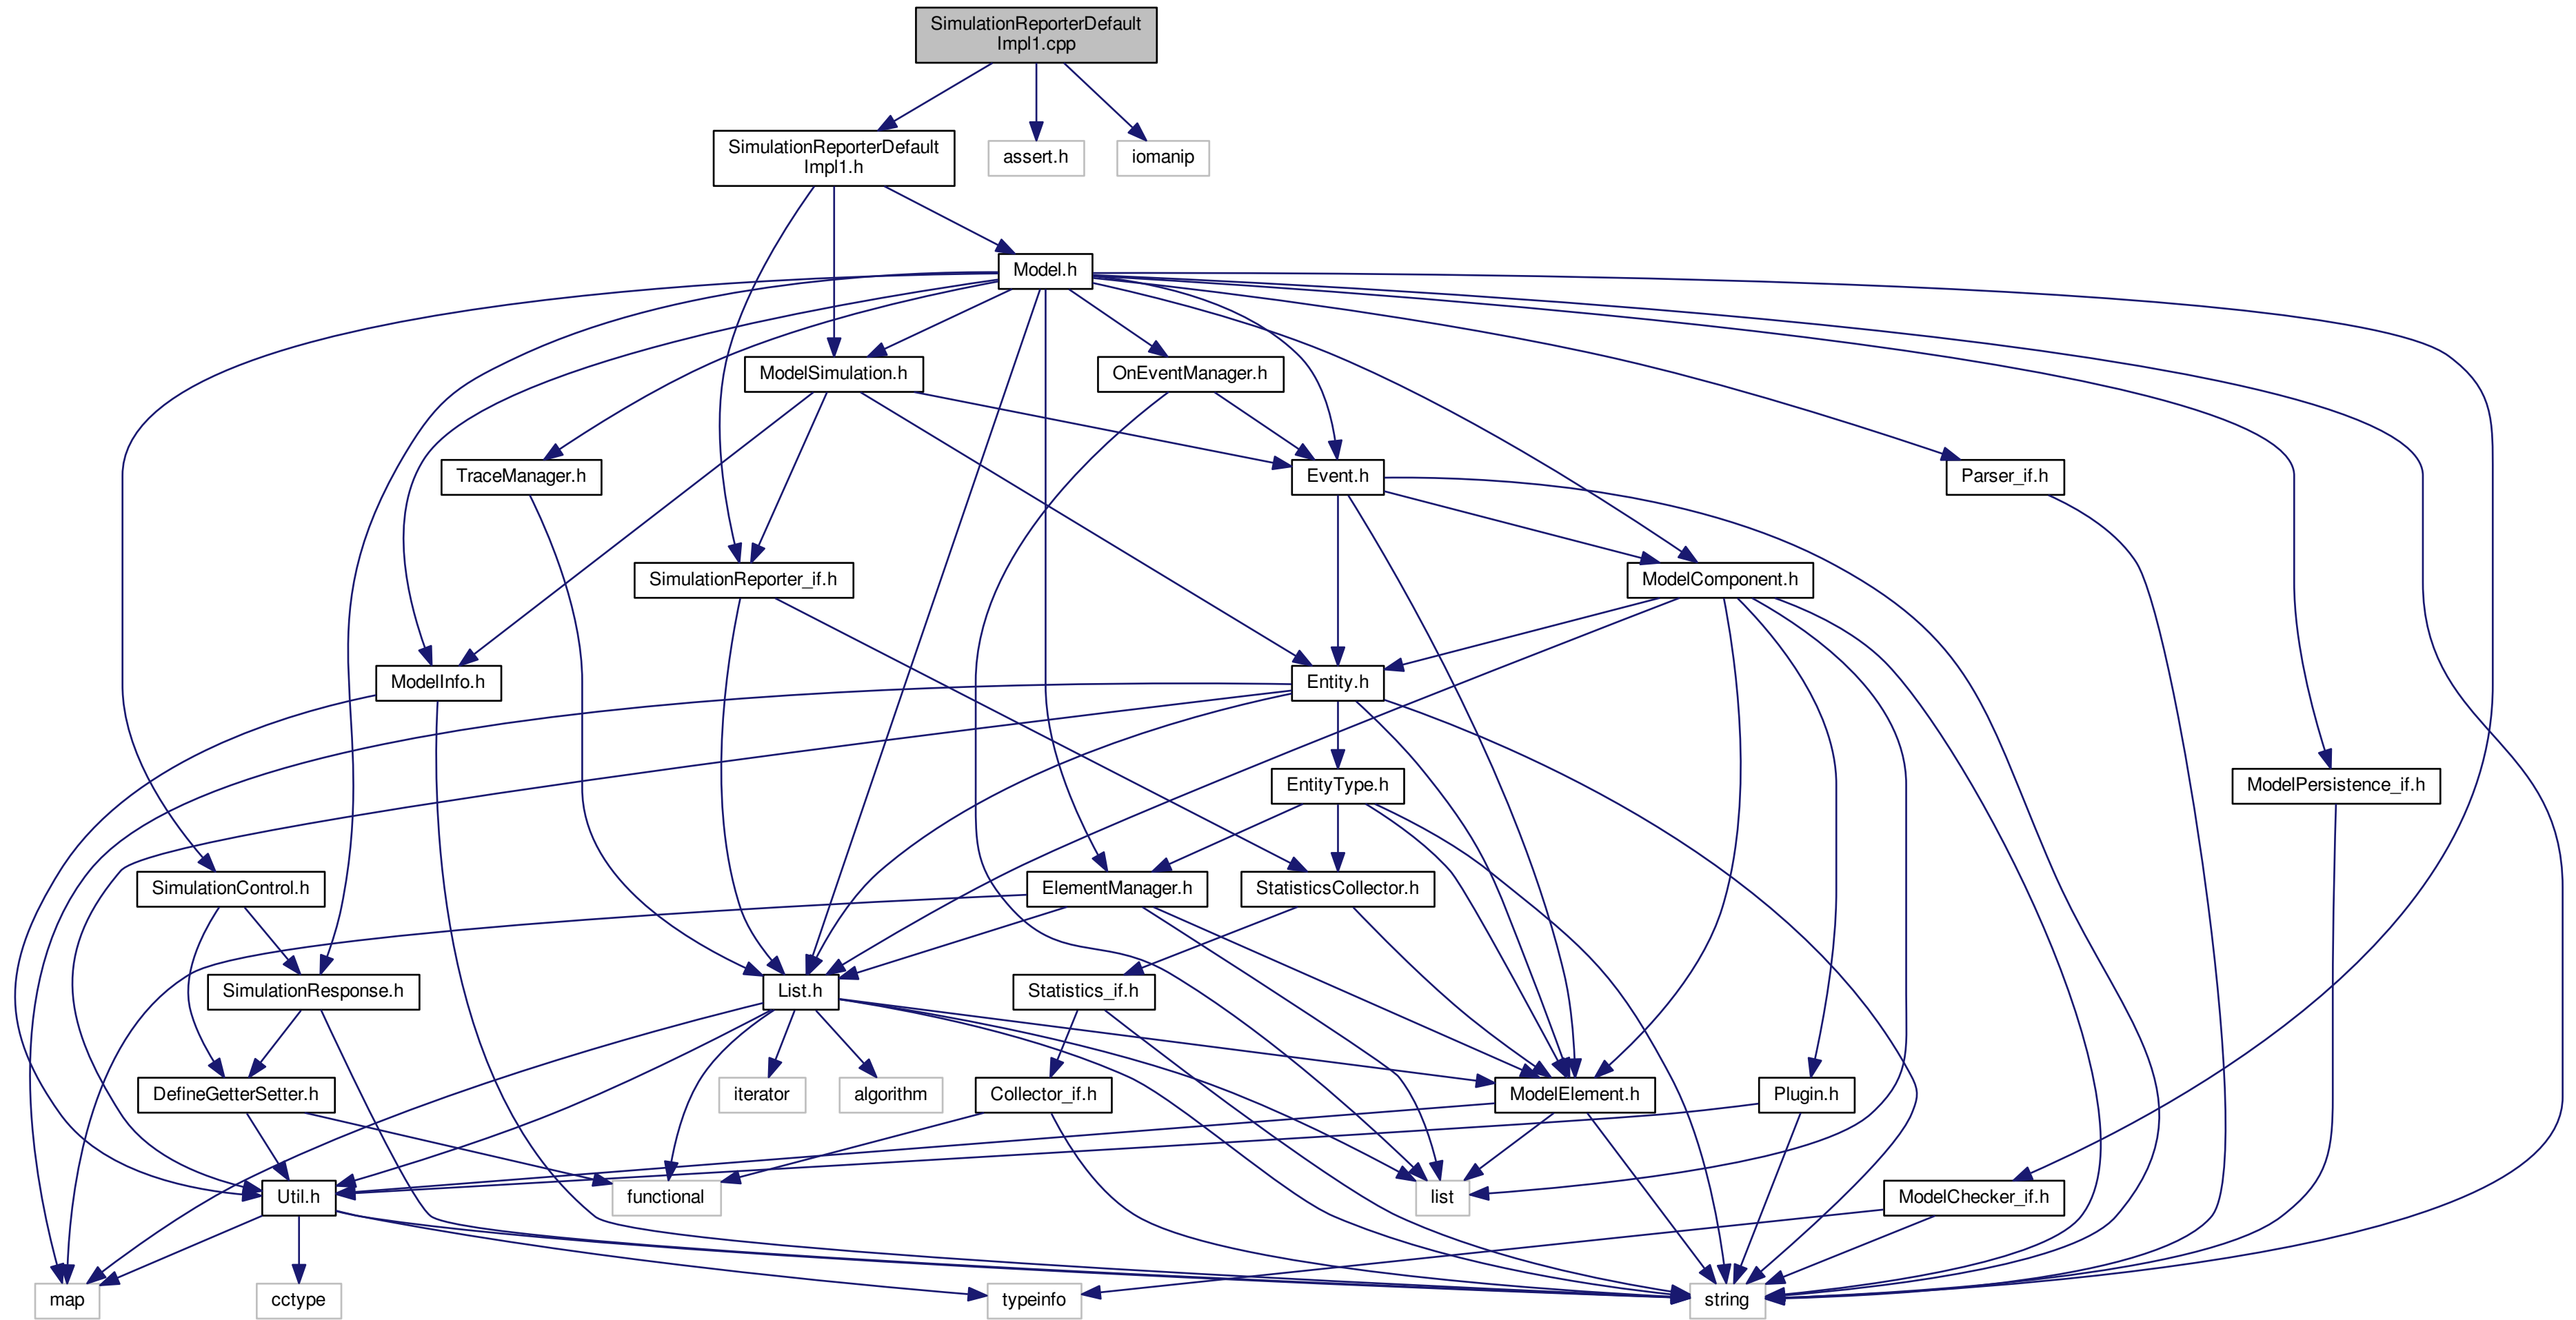 SimulationReporterDefault
Impl1.cpp
SimulationReporterDefault
Impl1.h
assert.h
iomanip
Model.h
ModelSimulation.h
OnEventManager.h
TraceManager.h
Event.h
Parser_if.h
SimulationReporter_if.h
ModelComponent.h
ModelInfo.h
Entity.h
EntityType.h
ModelPersistence_if.h
SimulationControl.h
ElementManager.h
StatisticsCollector.h
SimulationResponse.h
List.h
Statistics_if.h
DefineGetterSetter.h
iterator
algorithm
Collector_if.h
ModelElement.h
Plugin.h
Util.h
functional
list
ModelChecker_if.h
map
cctype
typeinfo
string